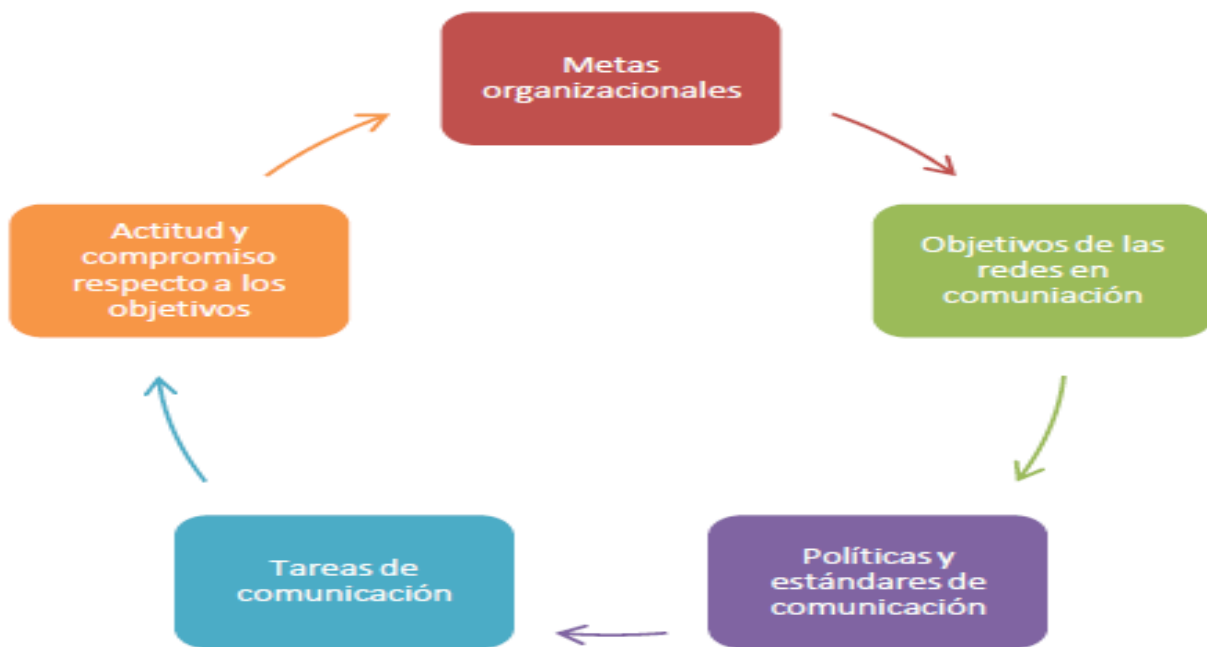 Metas
organizacionales
Objetivos de las
redes en
comuniación
Políticas y
estándares de
comunicación
Tareas de
comunicación
Actitud y
compromiso
respecto a los
objetivos